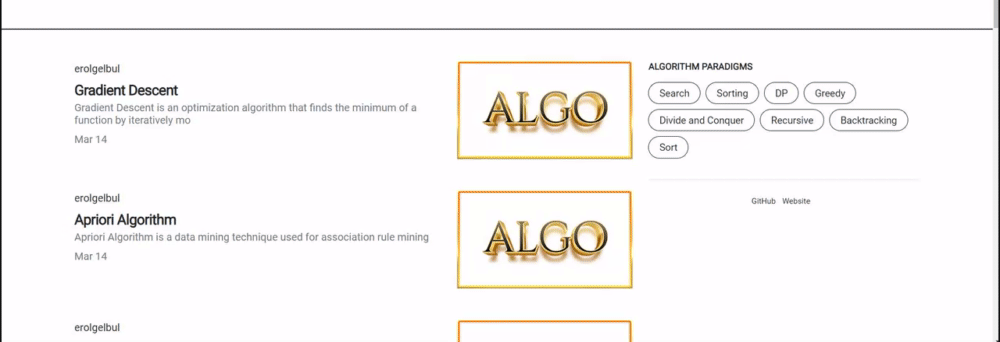 erolgelbul
Gradient Descent
Gradient Descent is an optimization algorithm that finds the minimum of a
function by iteratively mo
Mar 14
ALGO
erolgelbul
Apriori Algorithm
Apriori Algorithm is a data mining technique used for association rule mining
Mar 14
ALGO
erolgelbul
ALGORITHM PARADIGMS
Search Sorting DP Greedy
Divide and Conquer Recursive Backtracking
Sort
GitHub Website